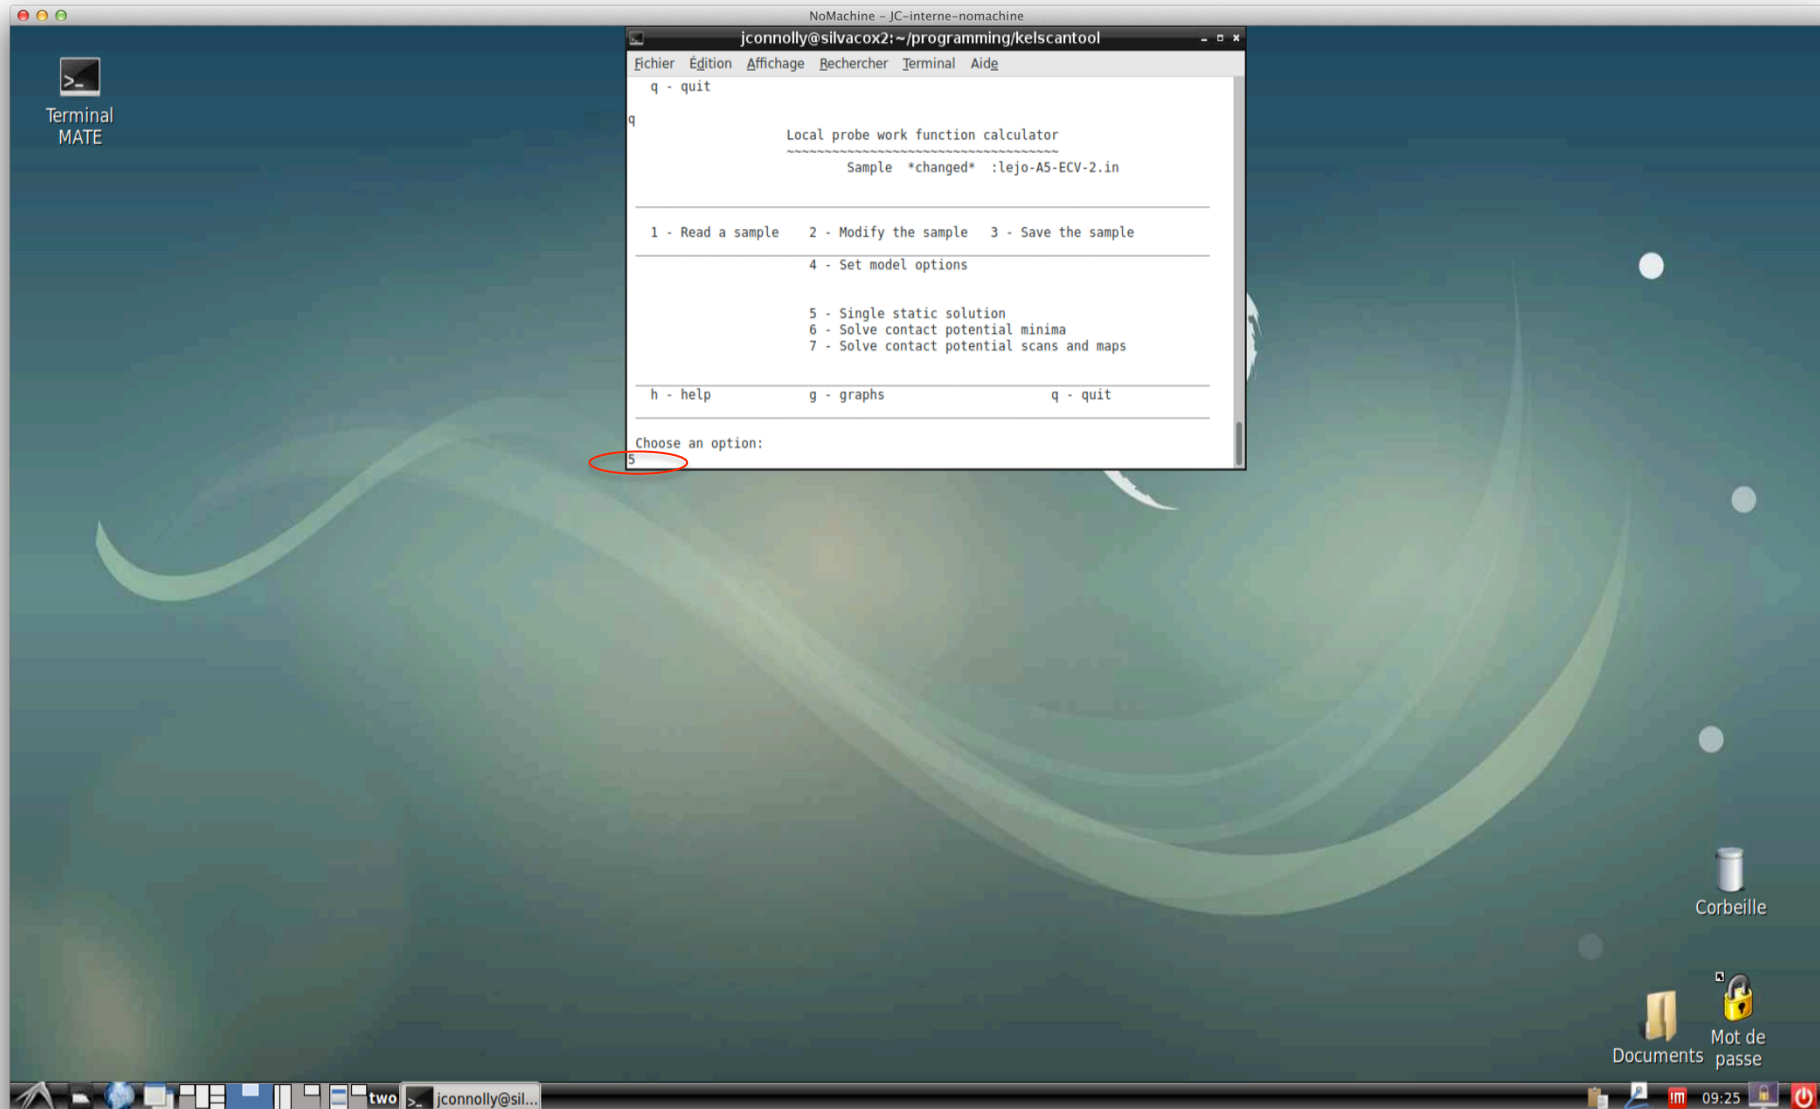 NoMachine – JC-interne-nomachine
jconnolly@silvacox2:~/programming/kelscantool
Fichier Édition Affichage Rechercher Terminal Aide
q - quit
q
Local probe work function calculator
~~~~~~~~~~~~~~~~~~~~~~~~~~~~~~~~~~~~
Sample *changed* :lejo-A5-ECV-2.in
1 - Read a sample 2 - Modify the sample 3 - Save the sample
4 - Set model options
5 - Single static solution
6 - Solve contact potential minima
7 - Solve contact potential scans and maps
h - help g - graphs q - quit
Choose an option:
5
Terminal
MATE
Corbeille
Documents
Mot de
passe
two
jconnolly@sil...
!m
09:25